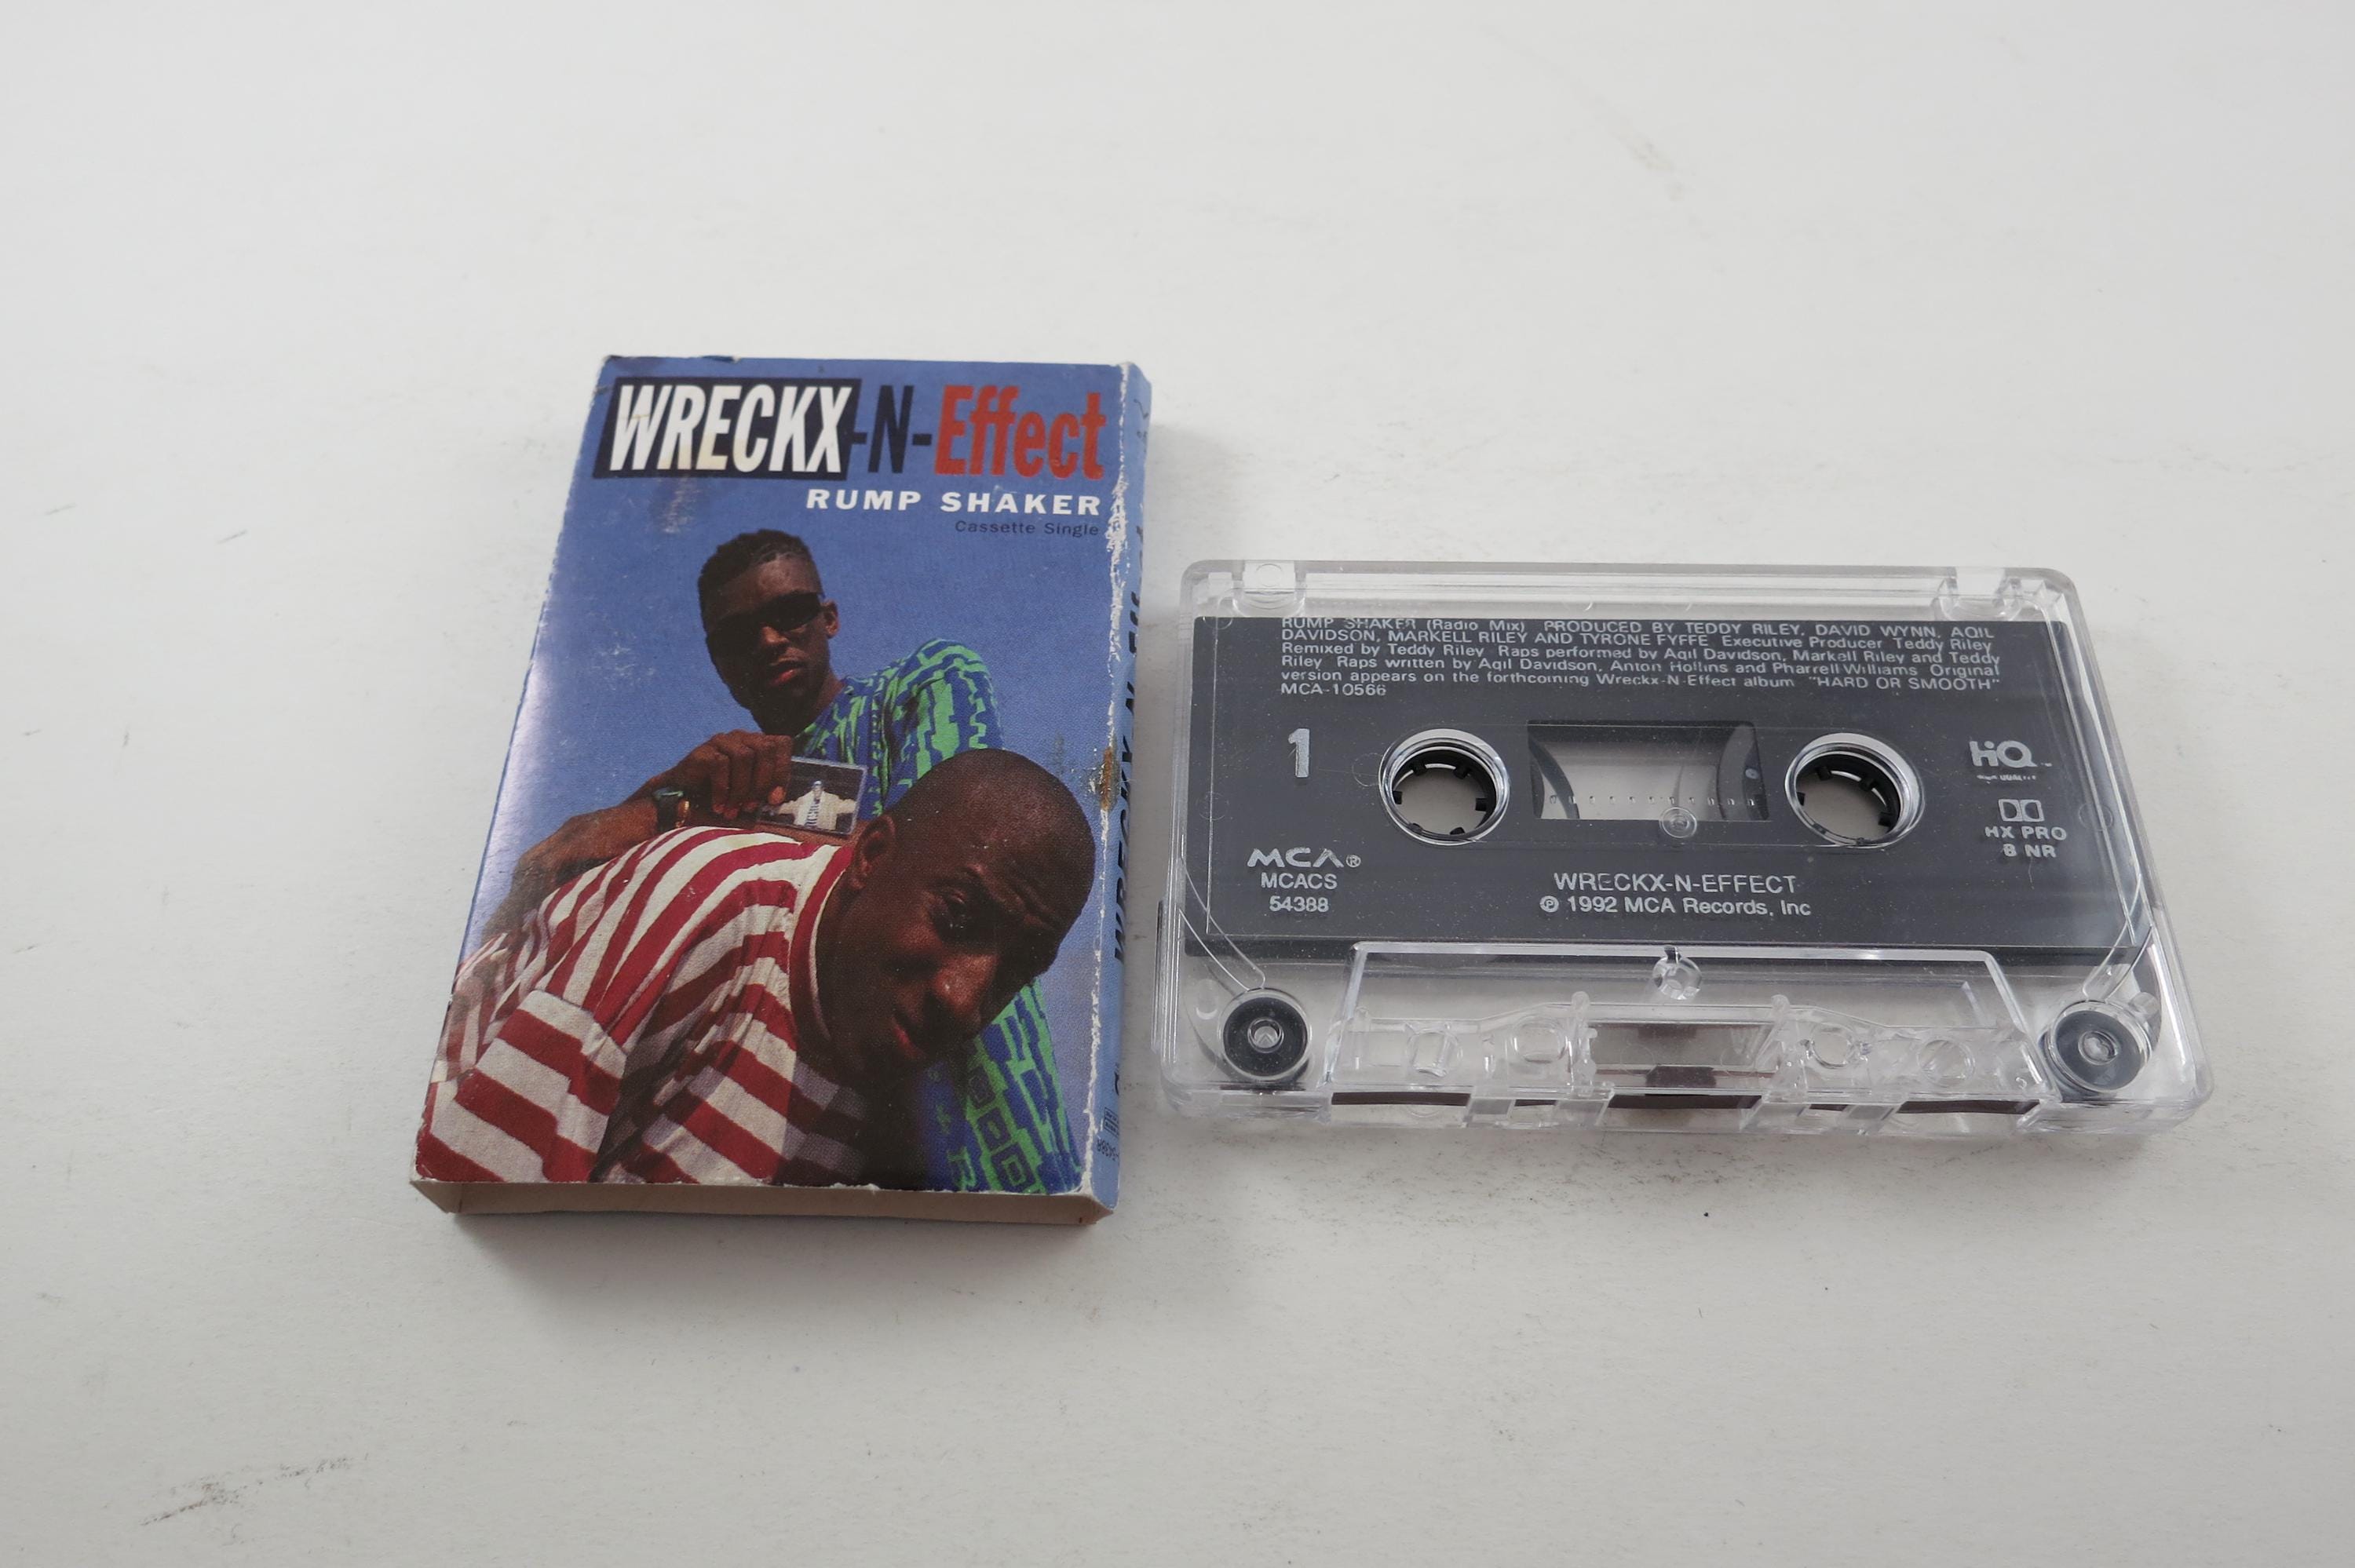 WRECKX-N-Effect
RUMP SHAKER
Cassette Single
WRECKX-N-Eff
RUMP SHAKER (Radio Mix) PRODUCED BY TEDDY RILEY, DAVID WYNN, AQIL
DAVIDSON, MARKELL RILEY AND TYRONE FYFFE Executive Producer Teddy Riley
Remixed by Teddy Riley Raps performed by Aqil Davidson, Markell Riley and Teddy
Riley Raps written by Aqil Davidson, Anton Hollins and Pharrell Williams Original
version appears on the forthcoming Wreckx-N-Effect album "HARD OR SMOOTH"
MCA-10566
1
HiQ
HX PRO
B NR
MCA®
MCACS
54388
WRECKX-N-EFFECT
℗ 1992 MCA Records, Inc